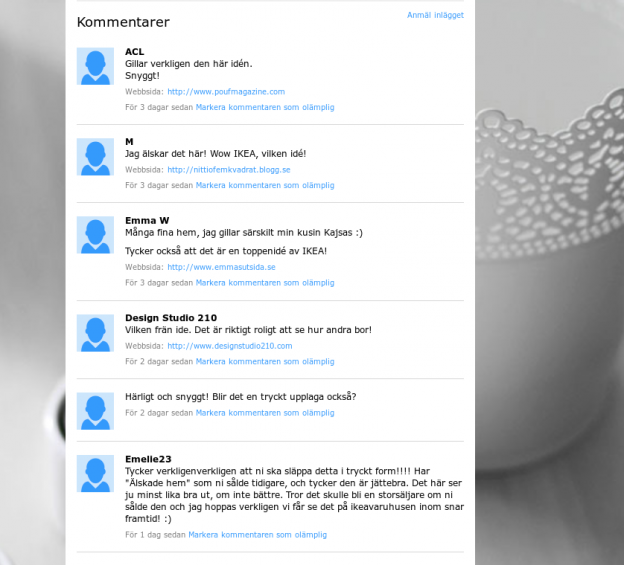 Kommentarer
Anmäl inlägget
ACL
Gillar verkligen den här idén.
Snyggt!
Webbsida: http://www.poufmagazine.com
För 3 dagar sedan Markera kommentaren som olämplig
M
Jag älskar det här! Wow IKEA, vilken idé!
Webbsida: http://nittiofemkvadrat.blogg.se
För 3 dagar sedan Markera kommentaren som olämplig
Emma W
Många fina hem, jag gillar särskilt min kusin Kajsas :)
Tycker också att det är en toppenidé av IKEA!
Webbsida: http://www.emmasutsida.se
För 3 dagar sedan Markera kommentaren som olämplig
Design Studio 210
Vilken från ide. Det är riktigt roligt att se hur andra bor!
Webbsida: http://www.designstudio210.com
För 2 dagar sedan Markera kommentaren som olämplig
Härligt och snyggt! Blir det en tryckt upplaga också?
För 2 dagar sedan Markera kommentaren som olämplig
Emelie23
Tycker verkligenverkligen att ni ska släppa detta i tryckt form!!!! Har
"Älskade hem" som ni sålde tidigare, och tycker den är jättebra. Det här ser
ju minst lika bra ut, om inte bättre. Tror det skulle bli en storsäljare om ni
sålde den och jag hoppas verkligen vi får se det på ikeavaruhusen inom snar
framtid! :)
För 1 dag sedan Markera kommentaren som olämplig